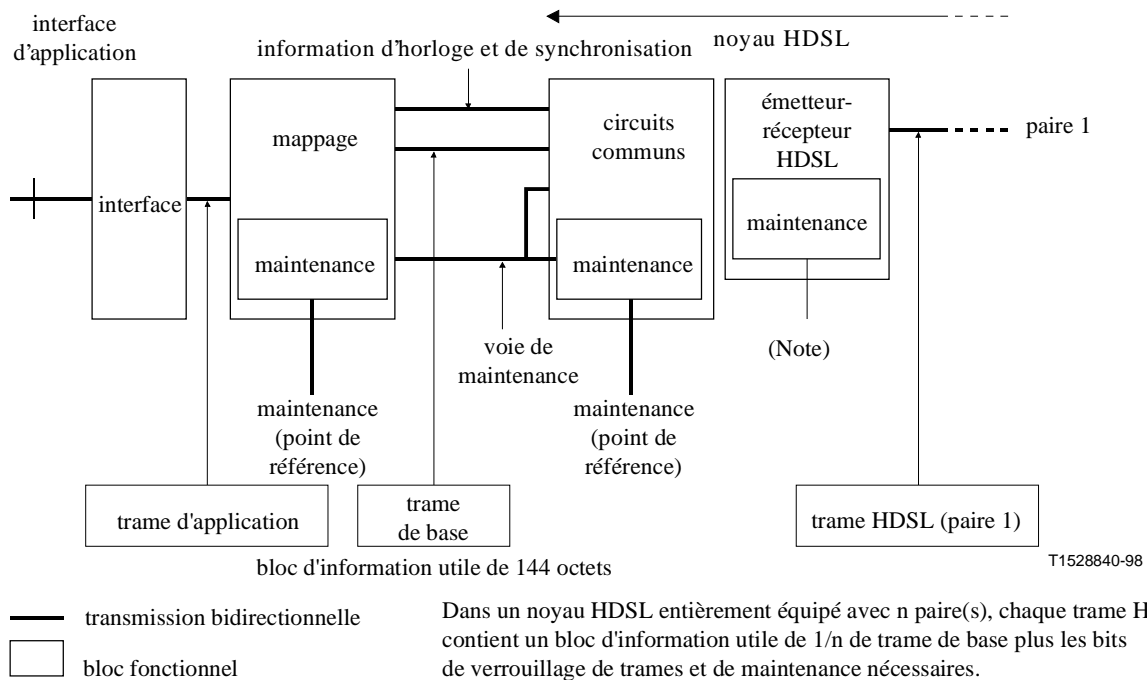 interface
d'application
noyau HDSL
information d'horloge et de synchronisation
interface
mappage
circuits
communs
émetteur-
récepteur
HDSL
paire 1
maintenance
maintenance
maintenance
voie de
maintenance
(Note)
maintenance
(point de
référence)
maintenance
(point de
référence)
trame d'application
trame
de base
trame HDSL (paire 1)
bloc d'information utile de 144 octets
T1528840-98
transmission bidirectionnelle
bloc fonctionnel
Dans un noyau HDSL entièrement équipé avec n paire(s), chaque trame H
contient un bloc d'information utile de 1/n de trame de base plus les bits
de verrouillage de trames et de maintenance nécessaires.